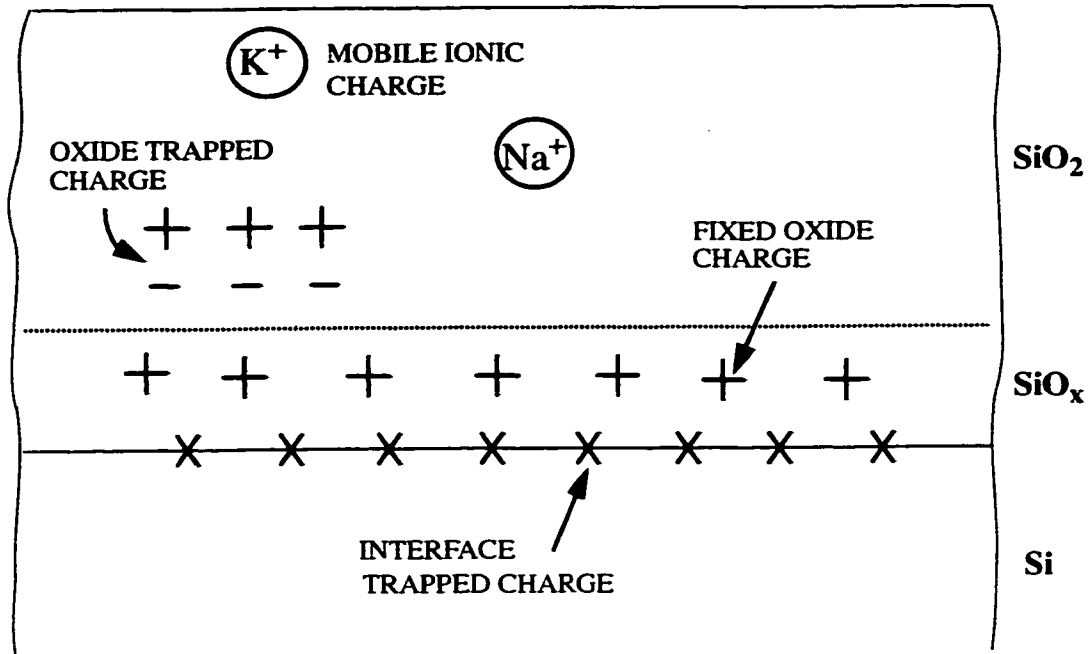 K+
MOBILE IONIC
CHARGE
Na+
SiO2
OXIDE TRAPPED
CHARGE
+ + +
- - -
FIXED OXIDE
CHARGE
+ + + + + + +
SiOx
X X X X X X X X
INTERFACE
TRAPPED CHARGE
Si